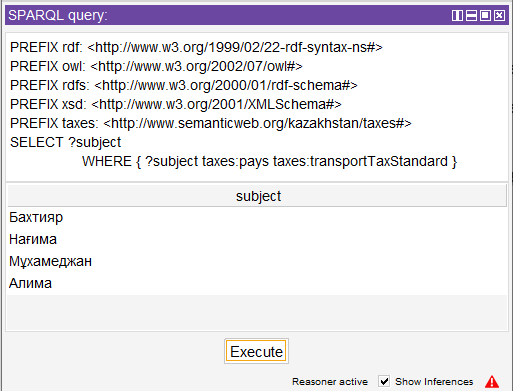 SPARQL query:
PREFIX rdf: <http://www.w3.org/1999/02/22-rdf-syntax-ns#>
PREFIX owl: <http://www.w3.org/2002/07/owl#>
PREFIX rdfs: <http://www.w3.org/2000/01/rdf-schema#>
PREFIX xsd: <http://www.w3.org/2001/XMLSchema#>
PREFIX taxes: <http://www.semanticweb.org/kazakhstan/taxes#>
SELECT ?subject
WHERE { ?subject taxes:pays taxes:transportTaxStandard }
subject
Бахтияр
Нағима
Мұхамеджан
Алима
Execute
Reasoner active Show Inferences